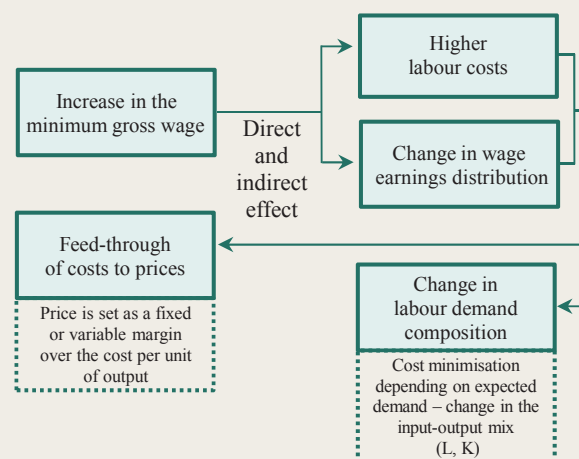 Higher
labour costs
Increase in the
minimum gross wage
Direct
and
indirect
effect
Change in wage
earnings distribution
Feed-through
of costs to prices
Price is set as a fixed
or variable margin
over the cost per unit
of output
Change in
labour demand
composition
Cost minimisation
depending on expected
demand – change in the
input-output mix
(L, K)